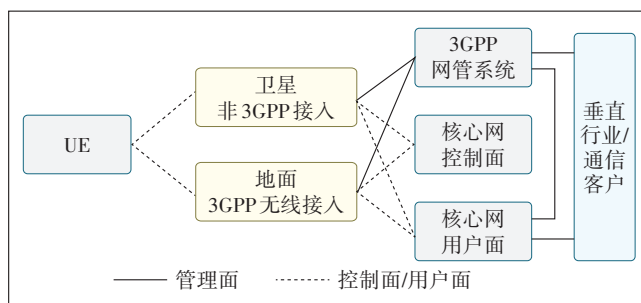 UE
卫星
非3GPP接入
地面
3GPP无线接入
3GPP
网管系统
核心网
控制面
核心网
用户面
垂直
行业/
通信
客户
管理面
控制面/用户面